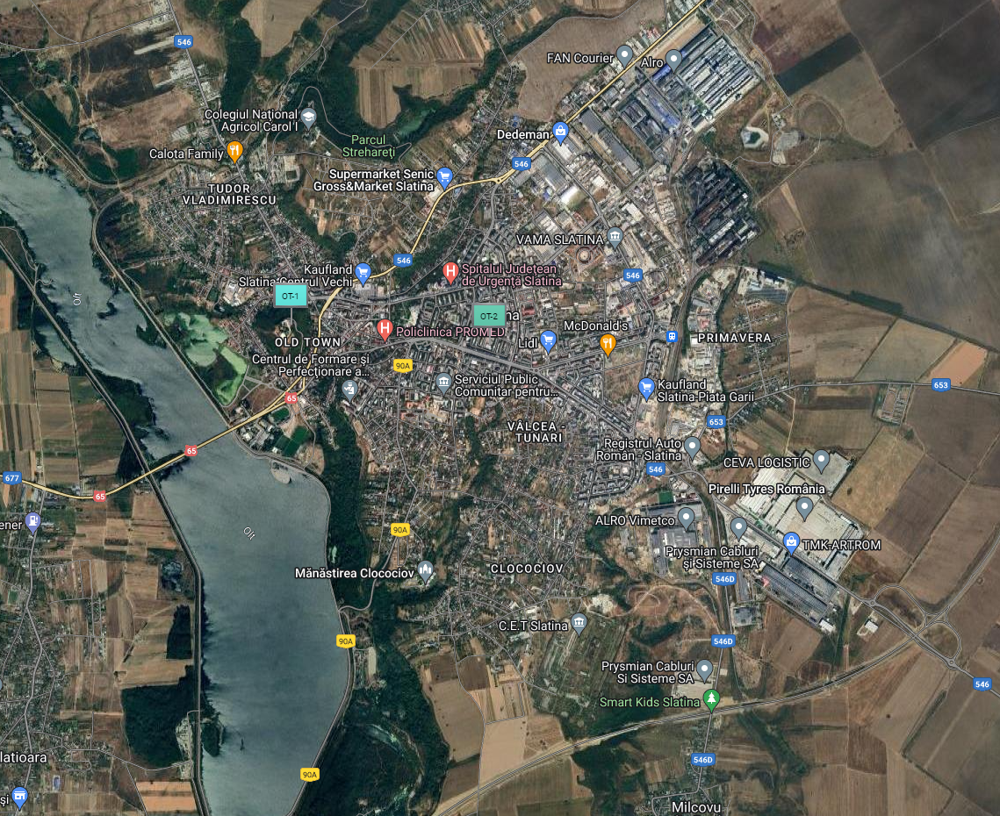 546
FAN Courier
Alro
Colegiul Național
Agricol Carol I
Dedeman
Parcul
Strehareți
Calota Family
546
Supermarket Senic
Gross&Market Slatina
TUDOR
VLADIMIRESCU
VAMA SLATINA
546
Kaufland
Slatina-Centrul Vechi
Spitalul Județean
de Urgență Slatina
546
Olt
OT-1
OT-2
na
McDonald's
Policlinica PROMED
OLD TOWN
Lidl
PRIMAVERA
Centrul de Formare și
Perfecționare a...
90A
Serviciul Public
Comunitar pentru...
Kaufland
Slatina-Piata Garii
653
65
653
VÂLCEA -
TUNARI
65
Registrul Auto
Român - Slatina
CEVA LOGISTIC
546
677
65
Pirelli Tyres România
ener
ALRO Vimetco
90A
Olt
TMK-ARTROM
Prysmian Cabluri
și Sisteme SA
Mănăstirea Clocociov
CLOCOCIOV
546D
C.E.T Slatina
90A
546D
Prysmian Cabluri
Si Sisteme SA
546
Smart Kids Slatina
latioara
546D
90A
și
Milcovu